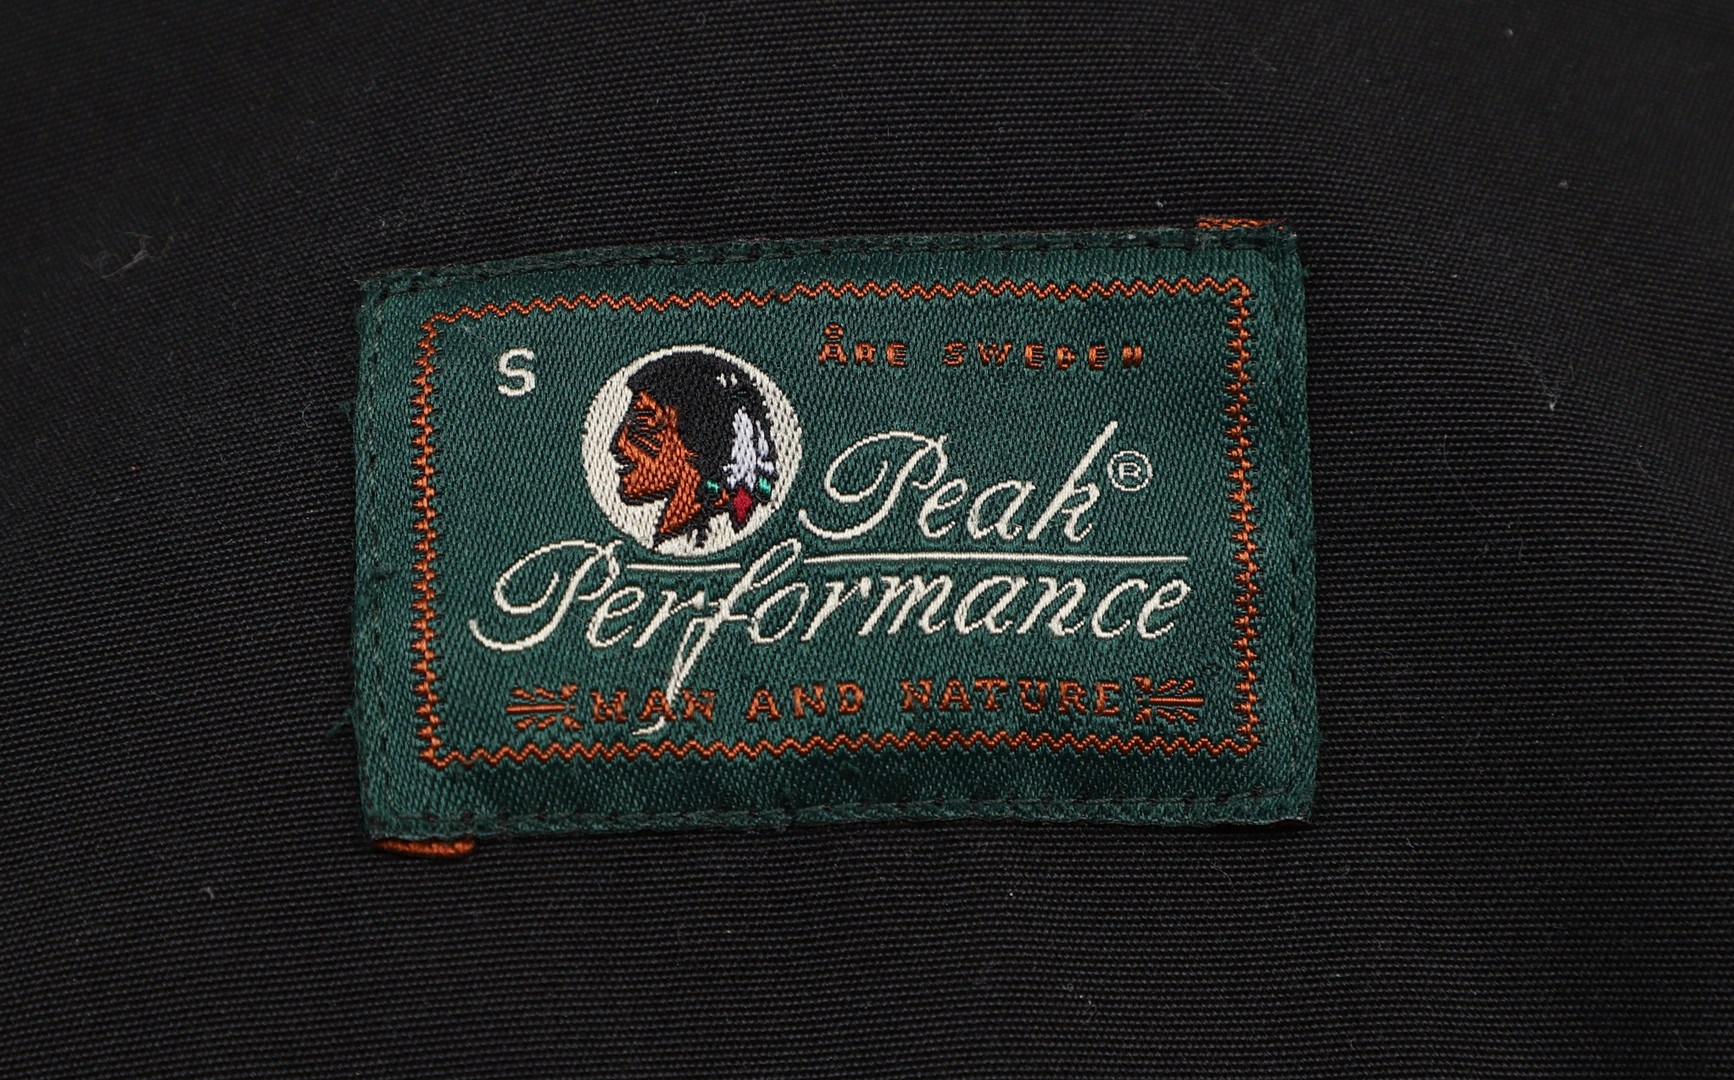 S
ÅRE SWEDEN
Peak®
Performance
MAN AND NATURE